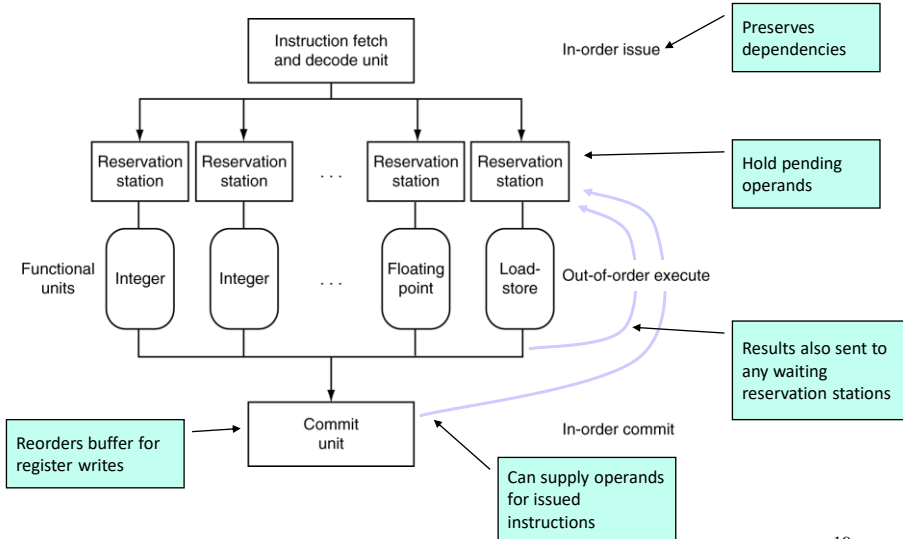 Instruction fetch
and decode unit
In-order issue
Preserves
dependencies
Reservation
station
Reservation
station
. . .
Reservation
station
Reservation
station
Hold pending
operands
Functional
units
Integer
Integer
. . .
Floating
point
Load-
store
Out-of-order execute
Results also sent to
any waiting
reservation stations
Commit
unit
In-order commit
Reorders buffer for
register writes
Can supply operands
for issued
instructions